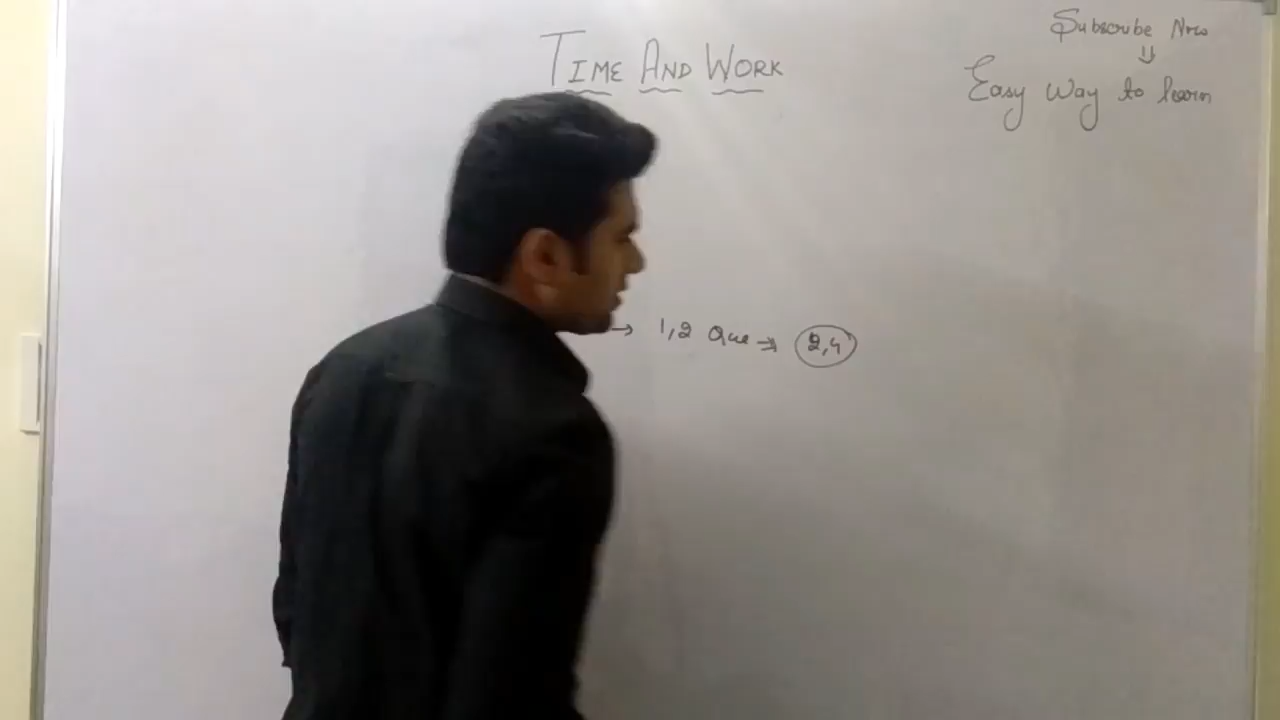 Subscribe Now
⇓
TIME AND WORK
Easy Way to learn
→ 1,2 Que → 2,4